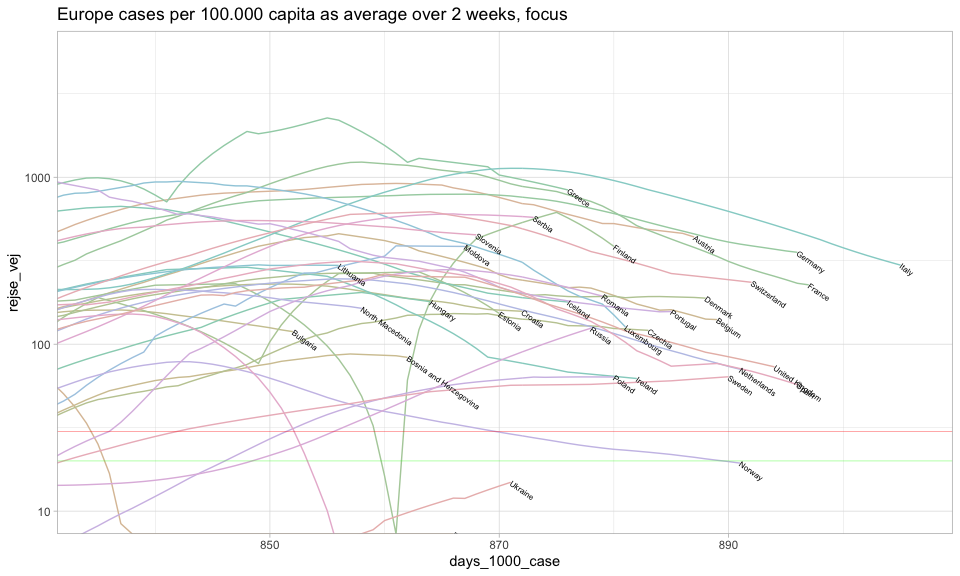 Europe cases per 100.000 capita as average over 2 weeks, focus
rejse_vej
1000
100
10
Greece
Serbia
Slovenia
Moldova
Finland
Austria
Germany
Italy
Lithuania
Switzerland
France
North Macedonia
Hungary
Estonia
Croatia
Iceland
Romania
Russia
Luxembourg
Czechia
Portugal
Denmark
Belgium
Bulgaria
Bosnia and Herzegovina
Poland
Ireland
Netherlands
Sweden
United
Norway
Ukraine
850
870
890
days_1000_case